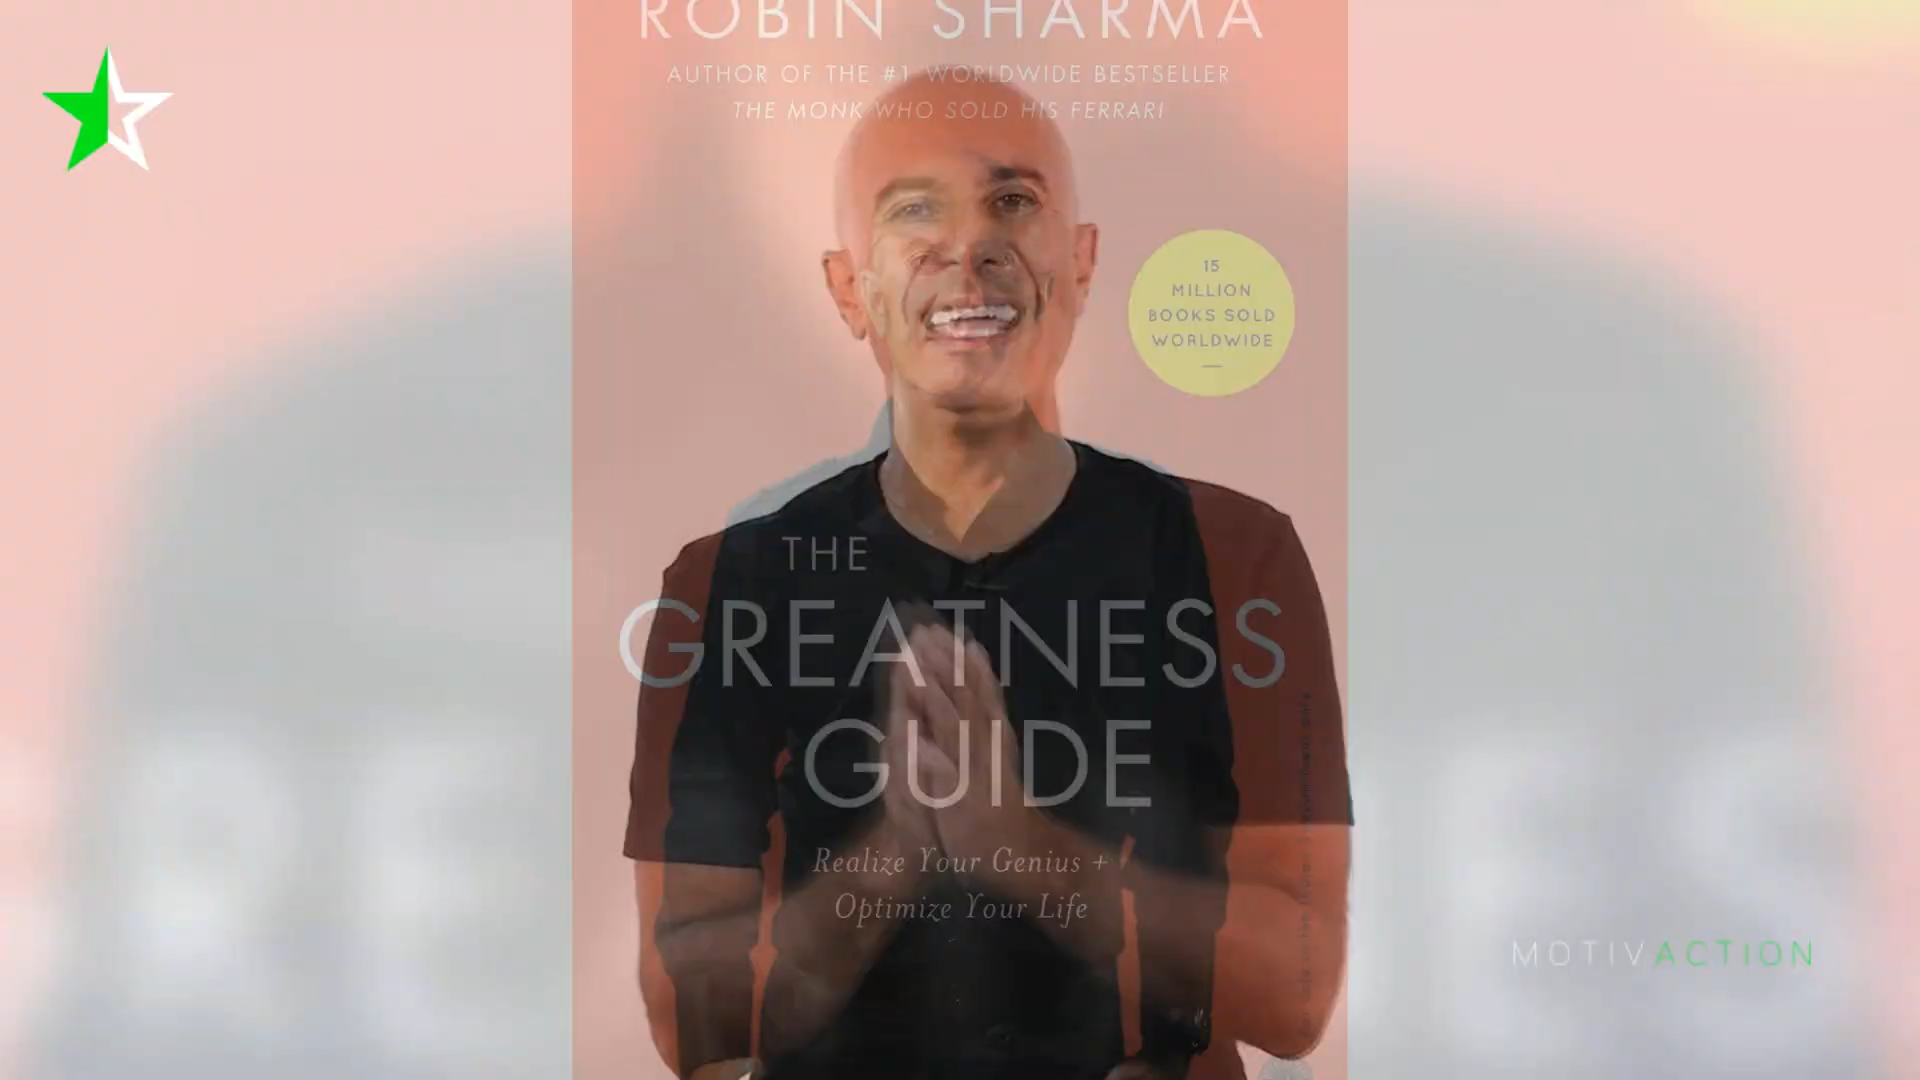 ROBIN SHARMA
AUTHOR OF THE #1 WORLDWIDE BESTSELLER
THE MONK WHO SOLD HIS FERRARI
15
MILLION
BOOKS SOLD
WORLDWIDE
THE
GREATNESS
GUIDE
Realize Your Genius +
Optimize Your Life
MOTIVACTION